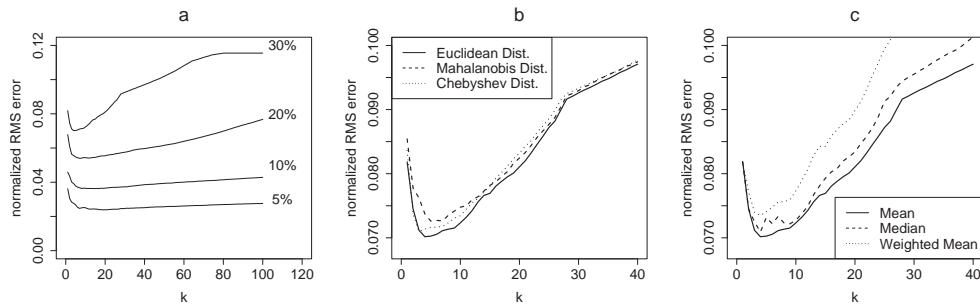 a
normalized RMS error
0.00 0.04 0.08 0.12
30%
20%
10%
5%
0 20 40 60 80 100 120
k
b
normalized RMS error
0.070 0.080 0.090 0.100
Euclidean Dist.
Mahalanobis Dist.
Chebyshev Dist.
0 10 20 30 40
k
c
normalized RMS error
0.070 0.080 0.090 0.100
Mean
Median
Weighted Mean
0 10 20 30 40
k